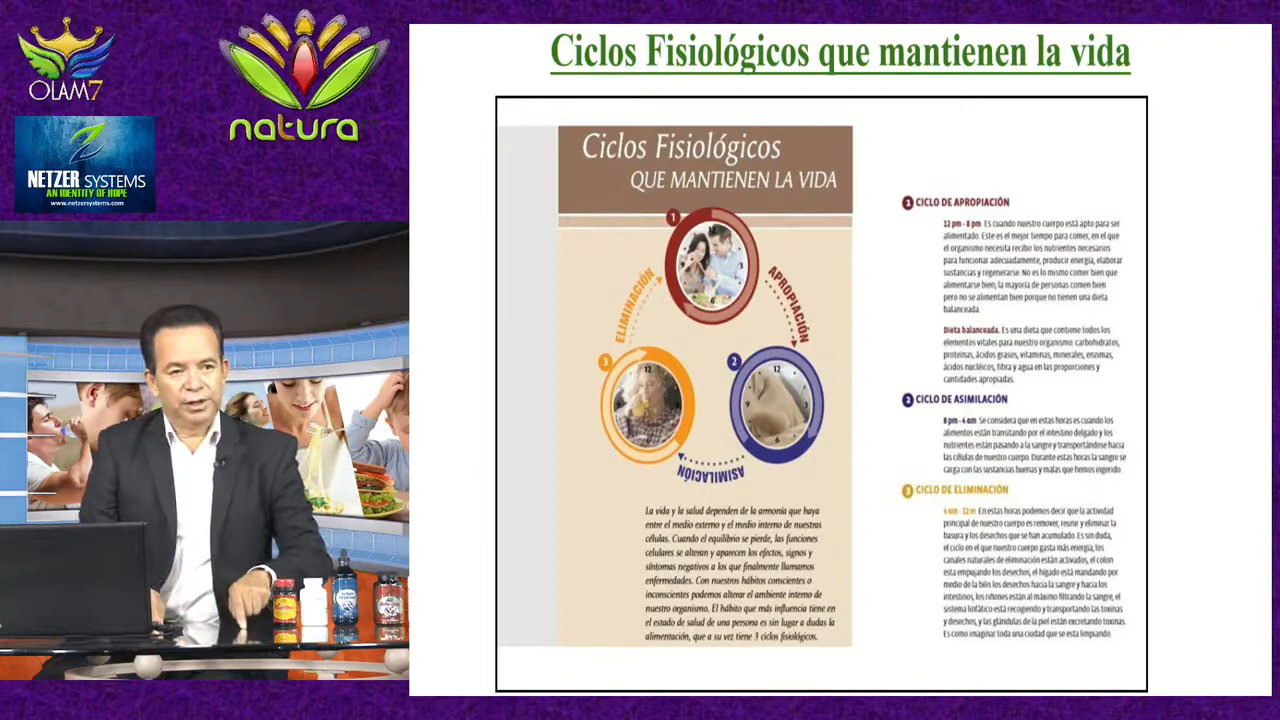 OLAM7
natura
NETZER SYSTEMS
AN IDENTITY OF HOPE
www.netzersystems.com
Ciclos Fisiológicos que mantienen la vida
Ciclos Fisiológicos
QUE MANTIENEN LA VIDA
1
ELIMINACIÓN
APROPIACIÓN
3
2
12
12
9
3
6
ASIMILACIÓN
La vida y la salud dependen de la armonía que haya
entre el medio externo y el medio interno de nuestras
células. Cuando el equilibrio se pierde, las funciones
celulares se alteran y aparecen los efectos, signos y
síntomas negativos a los que finalmente llamamos
enfermedades. Con nuestros hábitos conscientes o
inconscientes podemos alterar el ambiente interno de
nuestro organismo. El hábito que más influencia tiene en
el estado de salud de una persona es sin lugar a dudas la
alimentación, que a su vez tiene 3 ciclos fisiológicos.
1 CICLO DE APROPIACIÓN
12 pm - 8 pm Es cuando nuestro cuerpo está apto para ser
alimentado. Este es el mejor tiempo para comer, en el que
el organismo necesita recibir los nutrientes necesarios
para funcionar adecuadamente, producir energía, elaborar
sustancias y regenerarse. No es lo mismo comer bien que
alimentarse bien, la mayoría de personas comen bien
pero no se alimentan bien porque no tienen una dieta
balanceada.
Dieta balanceada. Es una dieta que contiene todos los
elementos vitales para nuestro organismo: carbohidratos,
proteínas, ácidos grasos, vitaminas, minerales, enzimas,
ácidos nucléicos, fibra y agua en las proporciones y
cantidades apropiadas.
2 CICLO DE ASIMILACIÓN
8 pm - 4 am Se considera que en estas horas es cuando los
alimentos están transitando por el intestino delgado y los
nutrientes están pasando a la sangre y transportándose hacia
las células de nuestro cuerpo. Durante estas horas la sangre se
carga con las sustancias buenas y malas que hemos ingerido
3 CICLO DE ELIMINACIÓN
4 am - 12 m En estas horas podemos decir que la actividad
principal de nuestro cuerpo es remover, reunir y eliminar la
basura y los desechos que se han acumulado. Es sin duda,
el ciclo en el que nuestro cuerpo gasta más energía, los
canales naturales de eliminación están activados, el colon
esta empujando los desechos, el hígado está mandando por
medio de la bilis los desechos hacia la sangre y hacia los
intestinos, los riñones están al máximo filtrando la sangre, el
sistema linfático está recogiendo y transportando las toxinas
y desechos, y las glándulas de la piel están excretando toxinas.
Es como imaginar toda una ciudad que se esta limpiando.